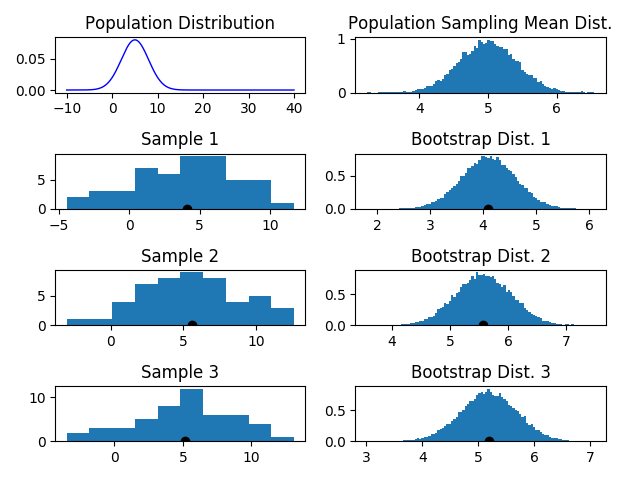 Population Distribution
Population Sampling Mean Dist.
0.05
0.00
−10 0 10 20 30 40
1
0
4 5 6
Sample 1
Bootstrap Dist. 1
5
0
−5 0 5 10
0.5
0.0
2 3 4 5 6
Sample 2
Bootstrap Dist. 2
5
0
0 5 10
0.5
0.0
4 5 6 7
Sample 3
Bootstrap Dist. 3
10
0
0 5 10
0.5
0.0
3 4 5 6 7